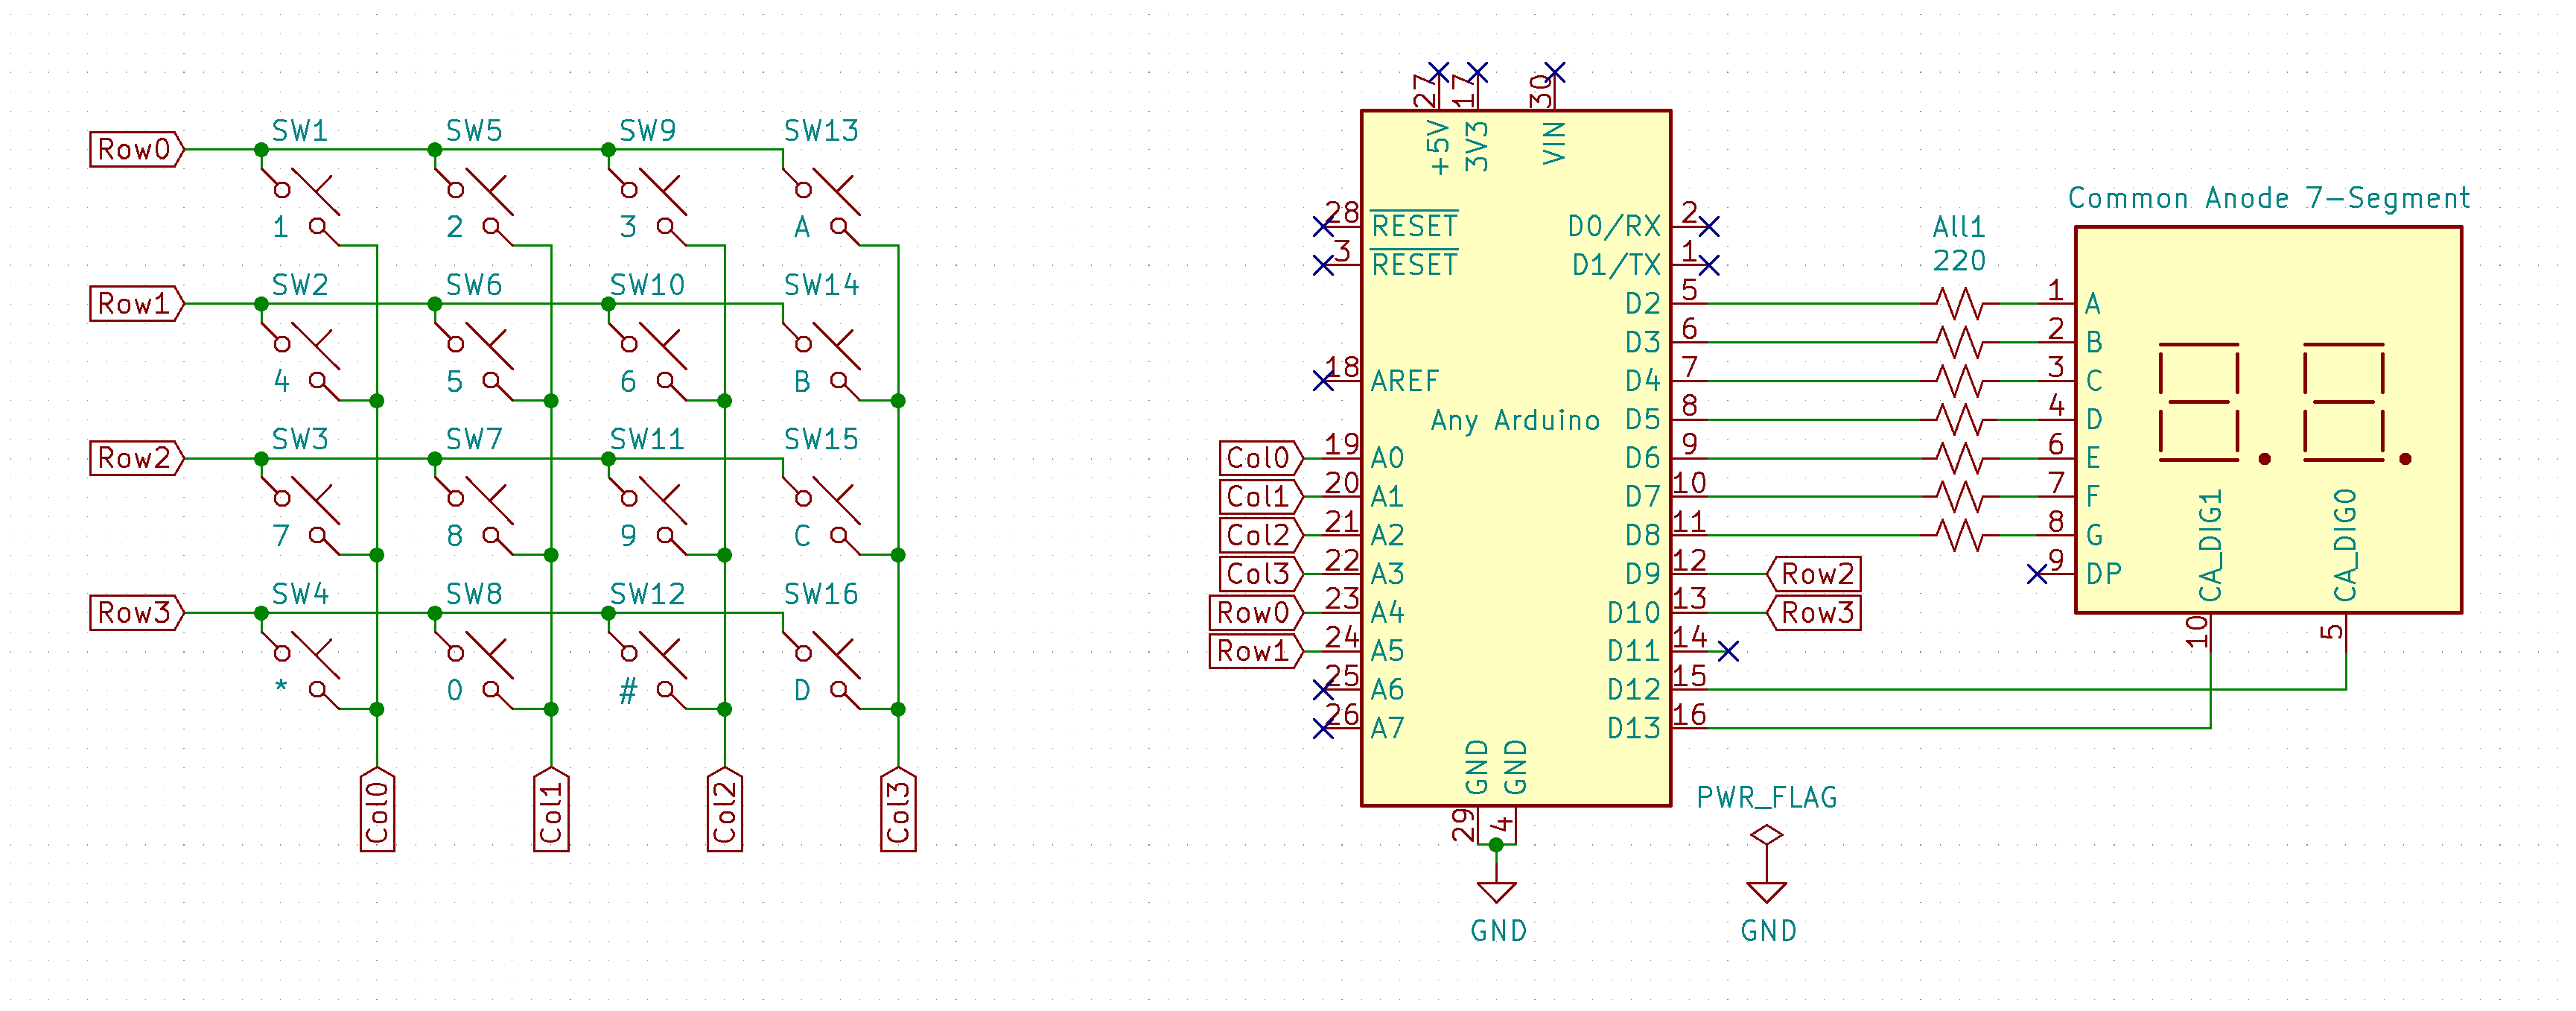 Row0
SW1
SW5
SW9
SW13
1
2
3
A
Row1
SW2
SW6
SW10
SW14
4
5
6
B
Row2
SW3
SW7
SW11
SW15
7
8
9
C
Row3
SW4
SW8
SW12
SW16
*
0
#
D
Col0
Col1
Col2
Col3
27
17
30
+5V
3V3
VIN
28
RESET
3
RESET
18
AREF
Any Arduino
Col0
19
A0
Col1
20
A1
Col2
21
A2
Col3
22
A3
Row0
23
A4
Row1
24
A5
25
A6
26
A7
D0/RX
2
D1/TX
1
D2
5
D3
6
D4
7
D5
8
D6
9
D7
10
D8
11
D9
12
Row2
D10
13
Row3
D11
14
D12
15
D13
16
GND
GND
29
4
GND
PWR_FLAG
GND
All1
220
Common Anode 7-Segment
1
A
2
B
3
C
4
D
6
E
7
F
8
G
9
DP
CA_DIG1
CA_DIG0
10
5